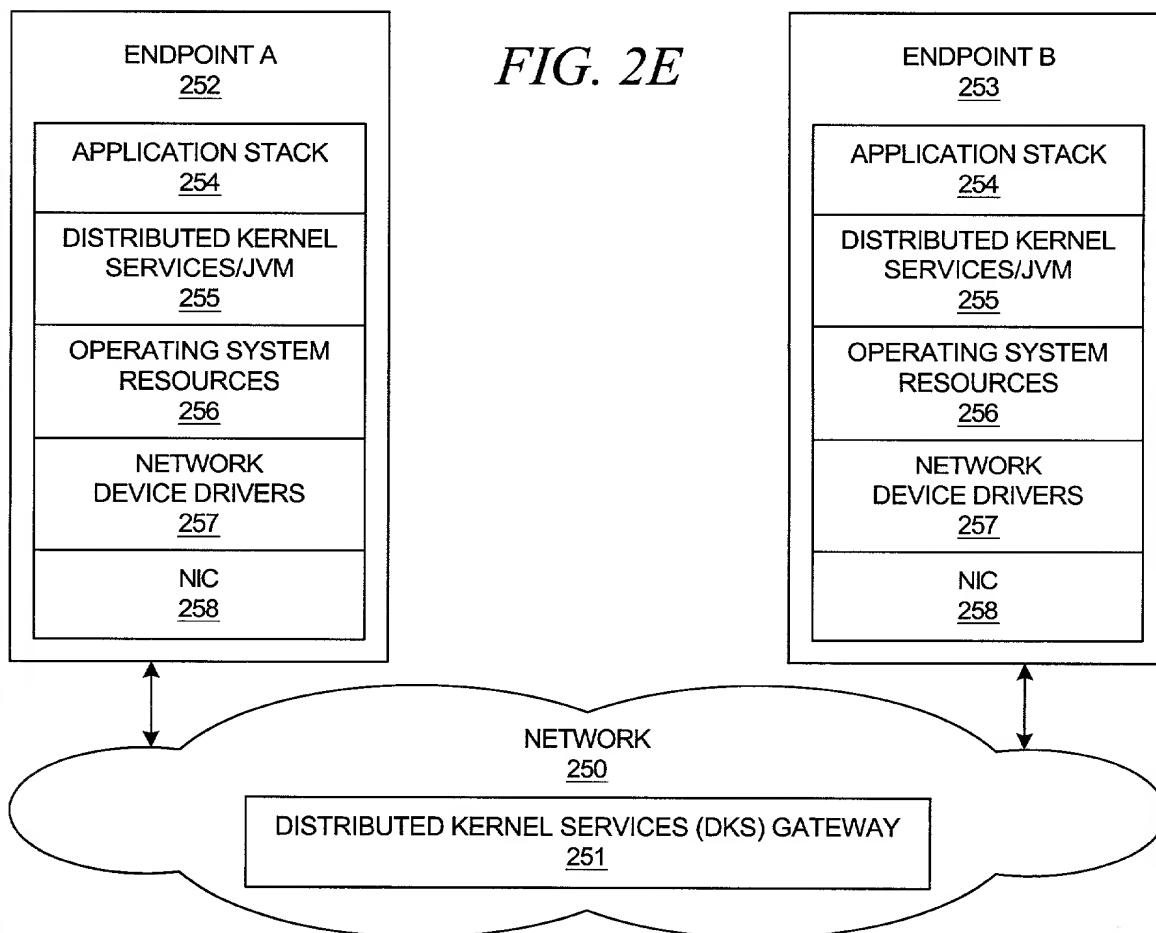 FIG. 2E
ENDPOINT A
252
APPLICATION STACK
254
DISTRIBUTED KERNEL
SERVICES/JVM
255
OPERATING SYSTEM
RESOURCES
256
NETWORK
DEVICE DRIVERS
257
NIC
258
ENDPOINT B
253
APPLICATION STACK
254
DISTRIBUTED KERNEL
SERVICES/JVM
255
OPERATING SYSTEM
RESOURCES
256
NETWORK
DEVICE DRIVERS
257
NIC
258
NETWORK
250
DISTRIBUTED KERNEL SERVICES (DKS) GATEWAY
251